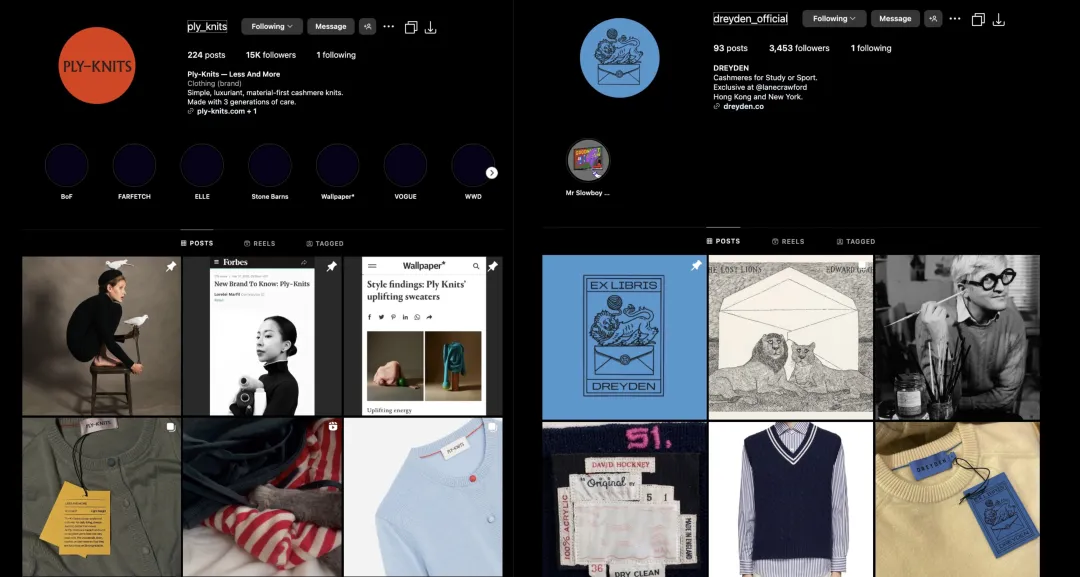 ply_knits
Following
Message
224 posts
15K followers
1 following
Ply-Knits — Less And More
Clothing (brand)
Simple, luxuriant, material-first cashmere knits.
Made with 3 generations of care.
ply-knits.com + 1
PLY-KNITS
BoF
FARFETCH
ELLE
Stone Barns
Wallpaper*
VOGUE
WWD
POSTS
REELS
TAGGED
Forbes
New Brand To Know: Ply-Knits
Wallpaper*
Style findings: Ply Knits'
uplifting sweaters
Uplifting energy
PLY-KNITS
PLY-KNITS
dreyden_official
Following
Message
93 posts
3,453 followers
1 following
DREYDEN
Cashmeres for Study or Sport.
Exclusive at @lanecrawford
Hong Kong and New York.
dreyden.co
Mr Slowboy ...
POSTS
REELS
TAGGED
EX LIBRIS
DREYDEN
THE LOST LIONS
EDWARD
51.
DAVID HOCKNEY
"Original" BY
5 1
100% ACRYLIC
MADE IN ENGLAND
36
DRY CLEAN
DREYDEN